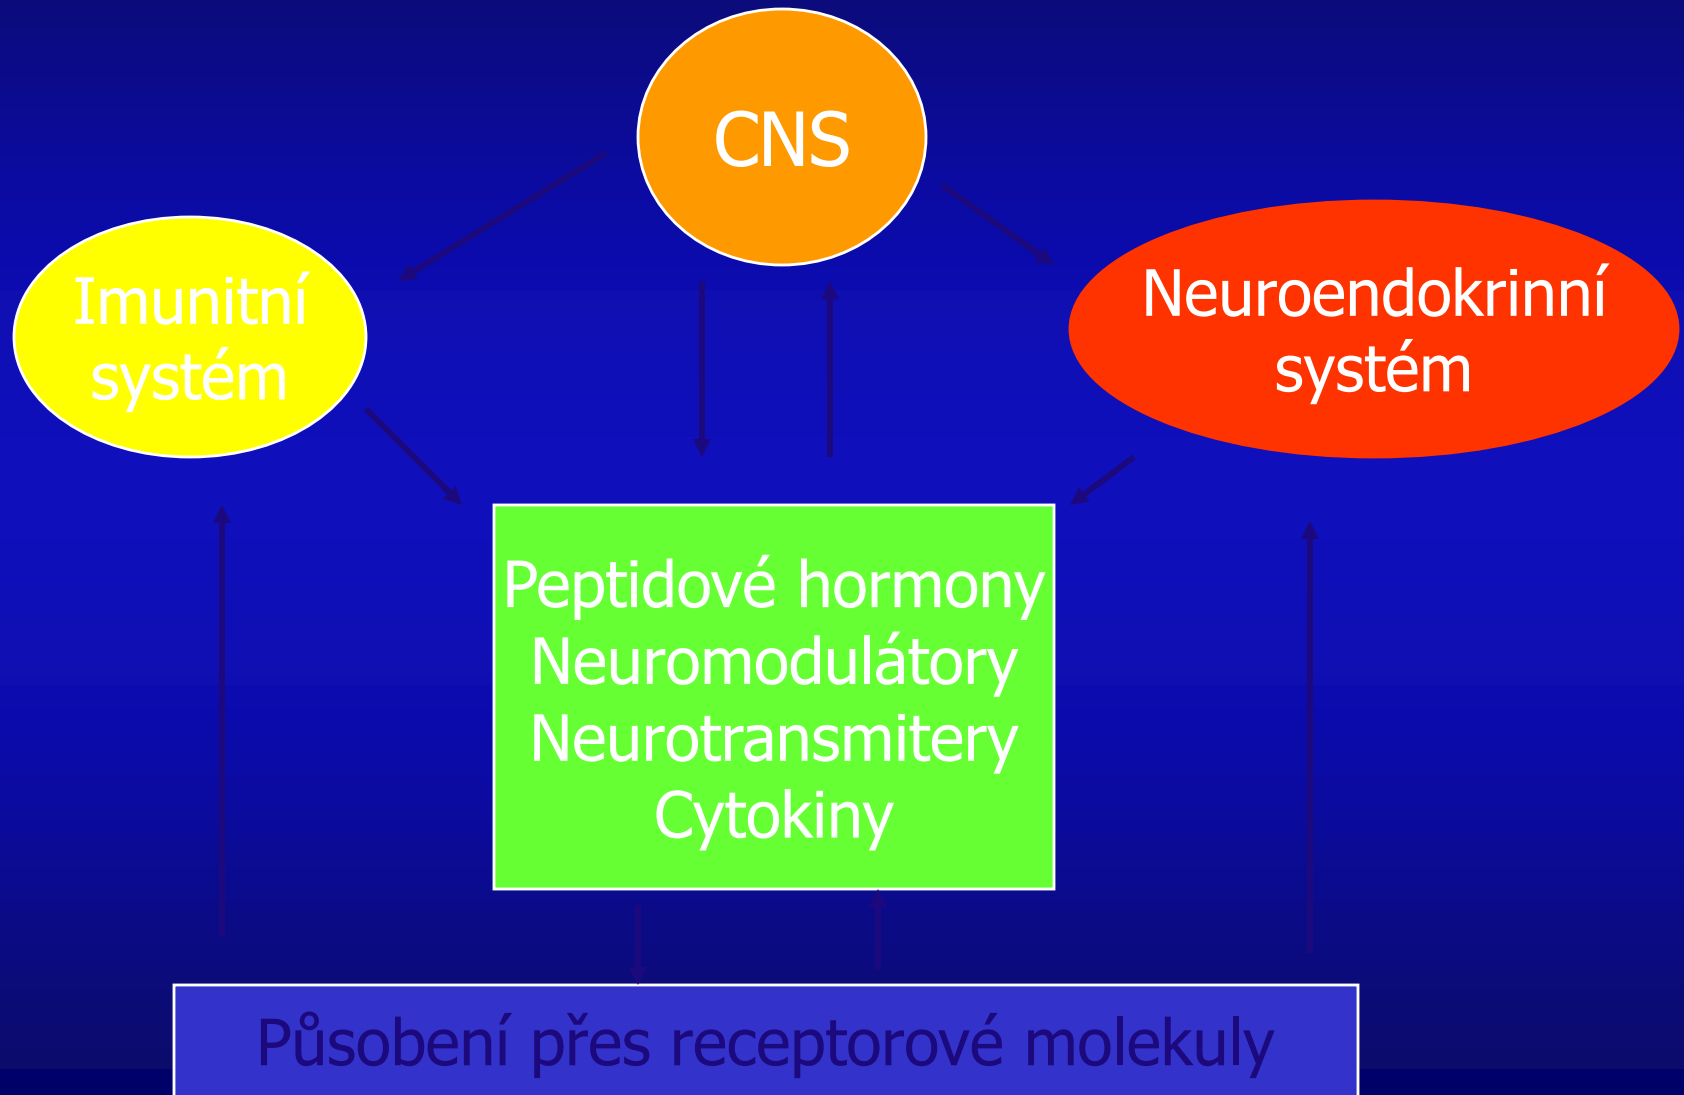 CNS
Imunitní
systém
Neuroendokrinní
systém
Peptidové hormony
Neuromodulátory
Neurotransmitery
Cytokiny
Působení přes receptorové molekuly